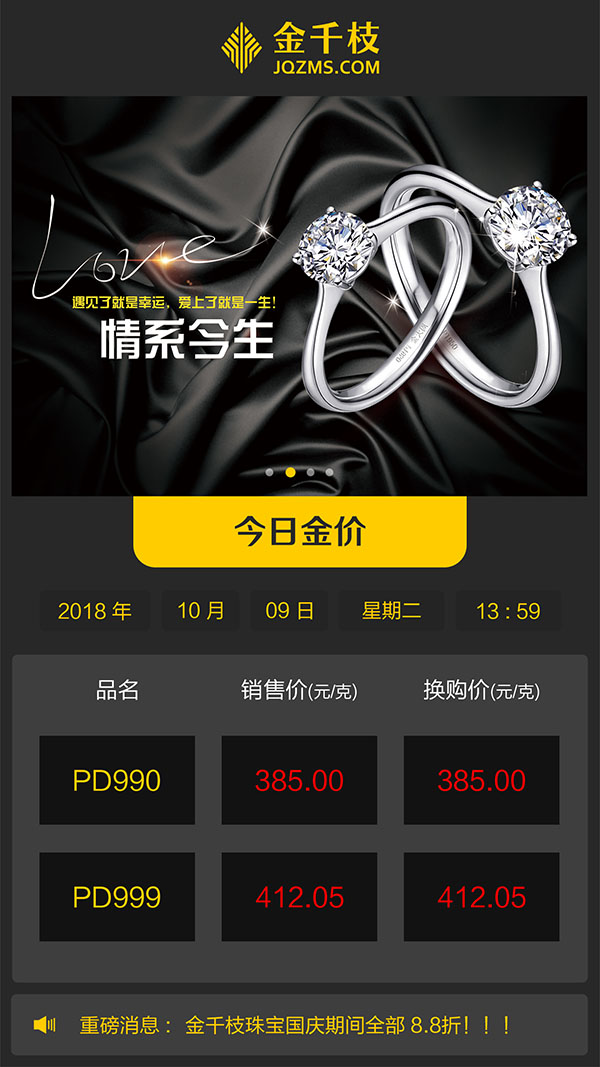 金千枝
JQZMS.COM
Love
遇见了就是幸运，爱上了就是一生！
情系今生
今日金价
2018 年 10 月 09 日 星期二 13 : 59
品名 销售价(元/克) 换购价(元/克)
PD990 385.00 385.00
PD999 412.05 412.05
重磅消息： 金千枝珠宝国庆期间全部 8.8折！！！